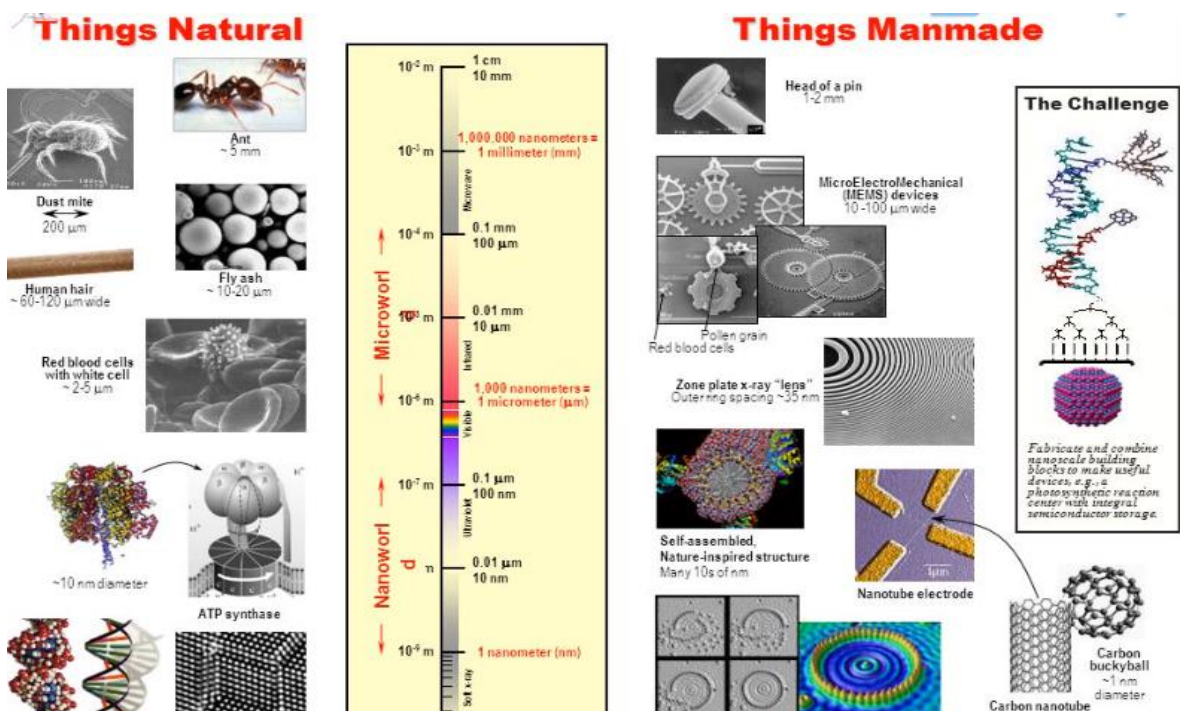 Things Natural
Things Manmade
Ant
~ 5 mm
Dust mite
200 µm
Human hair
~ 60-120 µm wide
Fly ash
~ 10-20 µm
Red blood cells
with white cell
~ 2-5 µm
~10 nm diameter
ATP synthase
10⁻² m
1 cm
10 mm
1,000,000 nanometers =
10⁻³ m
1 millimeter (mm)
Microwave
10⁻⁴ m
0.1 mm
100 µm
Microworl
d
0.01 mm
10 µm
Infrared
1,000 nanometers =
10⁻⁶ m
1 micrometer (µm)
Visible
10⁻⁷ m
0.1 µm
100 nm
Ultraviolet
Nanoworl
d
m
0.01 µm
10 nm
10⁻⁹ m
1 nanometer (nm)
Soft x-ray
Head of a pin
1-2 mm
MicroElectroMechanical
(MEMS) devices
10 -100 µm wide
Pollen grain
Red blood cells
Zone plate x-ray "lens"
Outer ring spacing ~35 nm
Self-assembled,
Nature-inspired structure
Many 10s of nm
1µm
Nanotube electrode
Carbon
buckyball
~1 nm
diameter
Carbon nanotube
The Challenge
Fabricate and combine
nanoscale building
blocks to make useful
devices, e.g., a
photosynthetic reaction
center with integral
semiconductor storage.